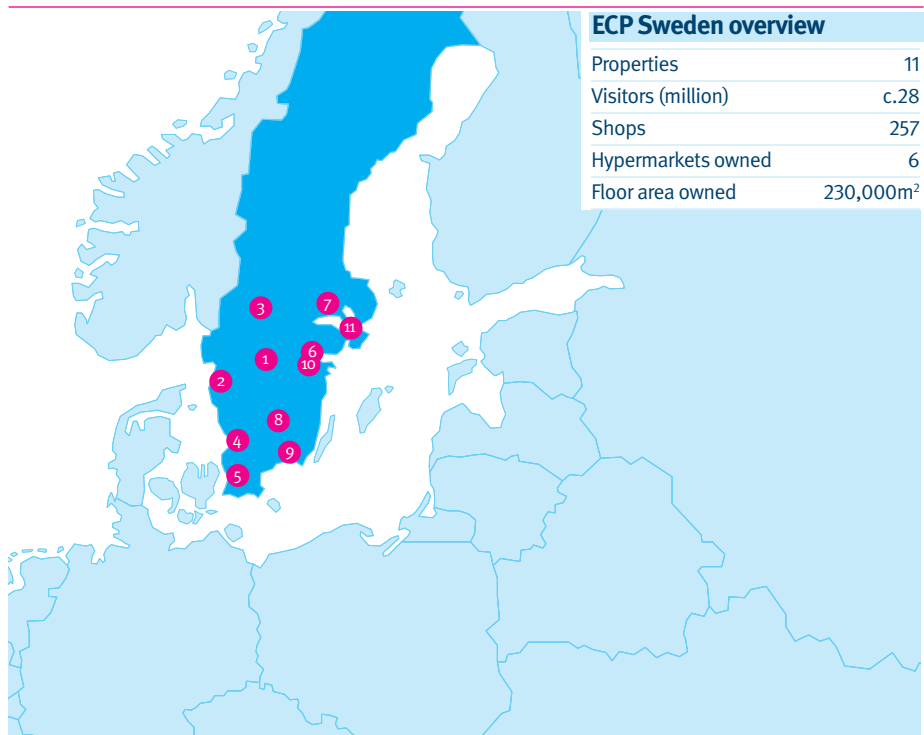 ECP Sweden overview
Properties 11
Visitors (million) c.28
Shops 257
Hypermarkets owned 6
Floor area owned 230,000m²
3
7
11
6
1
10
2
8
4
9
5